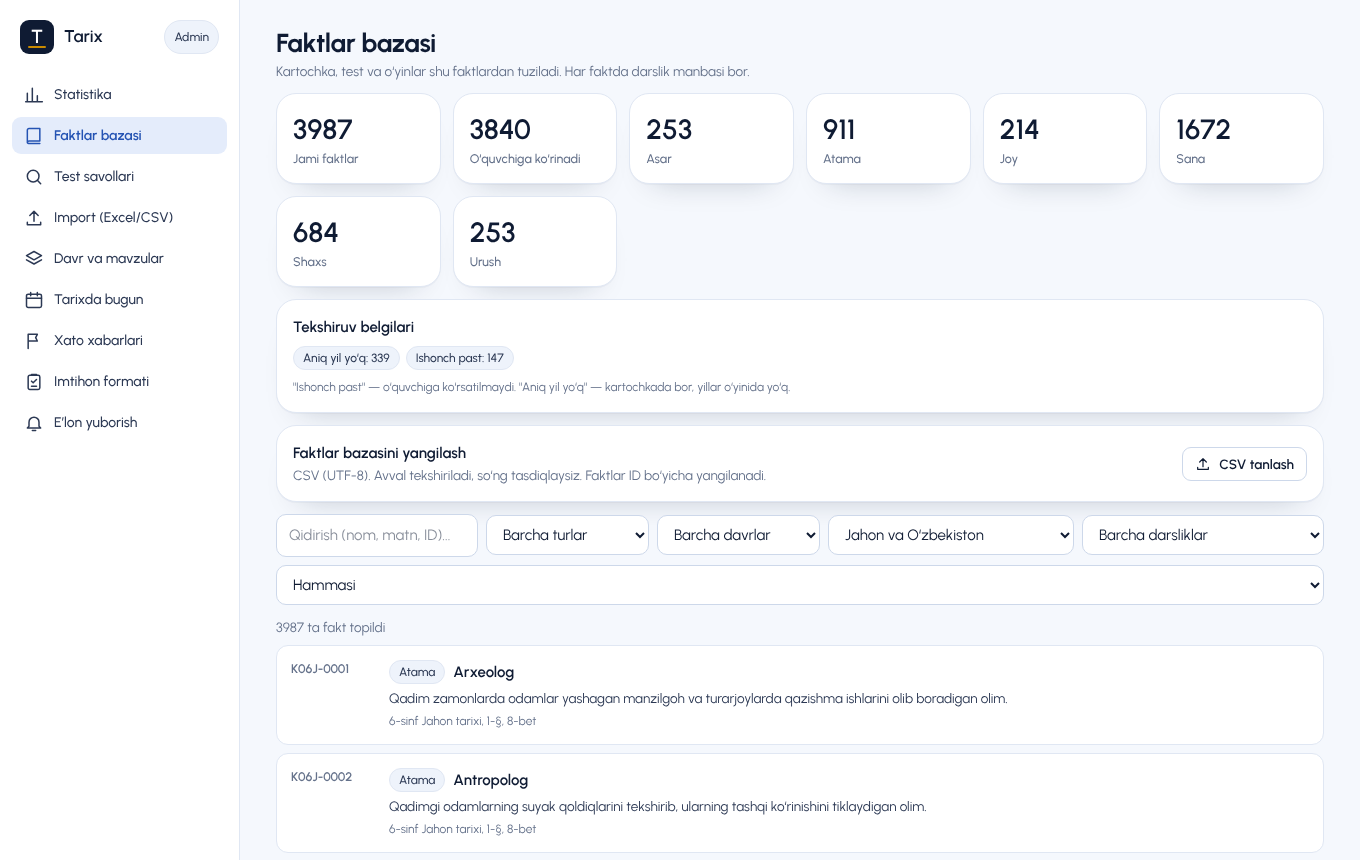 T Tarix Admin
Statistika
Faktlar bazasi
Test savollari
Import (Excel/CSV)
Davr va mavzular
Tarixda bugun
Xato xabarlari
Imtihon formati
E’lon yuborish
Faktlar bazasi
Kartochka, test va o‘yinlar shu faktlardan tuziladi. Har faktda darslik manbasi bor.
3987 3840 253 911 214 1672
Jami faktlar O‘quvchiga ko‘rinadi Asar Atama Joy Sana
684 253
Shaxs Urush
Tekshiruv belgilari
Aniq yil yo‘q: 339 Ishonch past: 147
"Ishonch past" — o‘quvchiga ko‘rsatilmaydi. "Aniq yil yo‘q" — kartochkada bor, yillar o‘yinida yo‘q.
Faktlar bazasini yangilash
CSV (UTF-8). Avval tekshiriladi, so‘ng tasdiqlaysiz. Faktlar ID bo‘yicha yangilanadi.
CSV tanlash
Qidirish (nom, matn, ID)... Barcha turlar Barcha davrlar Jahon va O‘zbekiston Barcha darsliklar
Hammasi
3987 ta fakt topildi
K06J-0001 Atama Arxeolog
Qadim zamonlarda odamlar yashagan manzilgoh va turarjoylarda qazishma ishlarini olib boradigan olim.
6-sinf Jahon tarixi, 1-§, 8-bet
K06J-0002 Atama Antropolog
Qadimgi odamlarning suyak qoldiqlarini tekshirib, ularning tashqi ko‘rinishini tiklaydigan olim.
6-sinf Jahon tarixi, 1-§, 8-bet